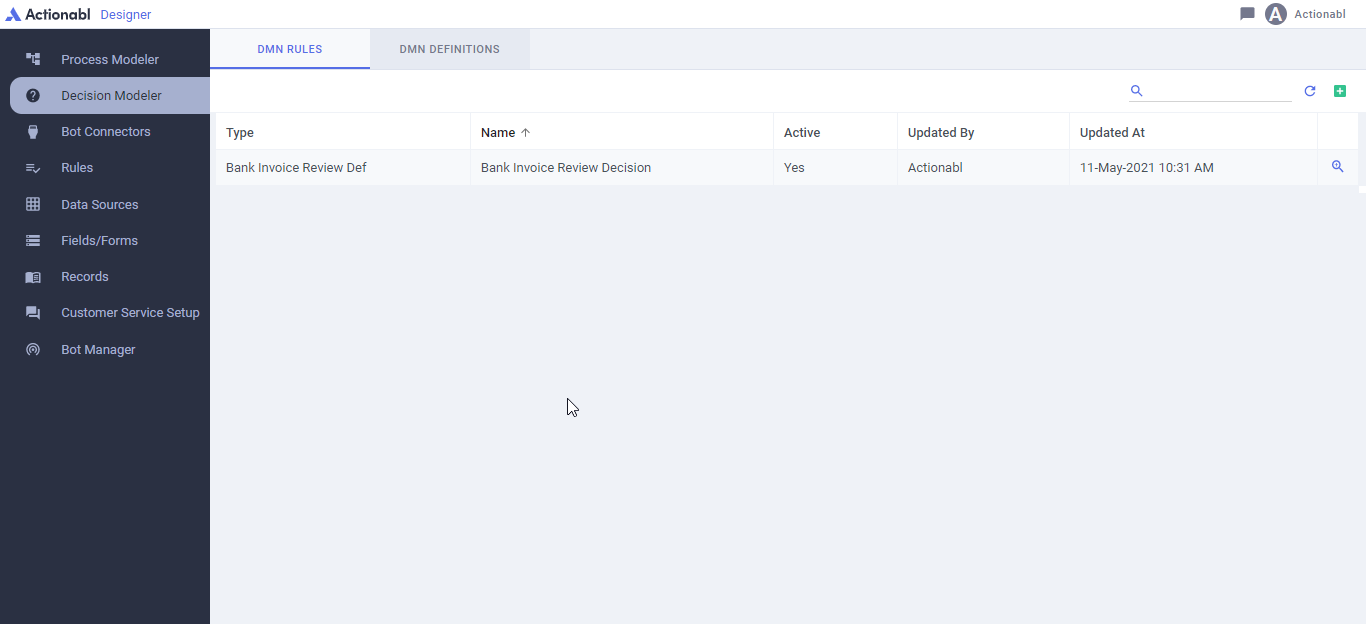 Actionabl Designer
Actionabl
Process Modeler
Decision Modeler
Bot Connectors
Rules
Data Sources
Fields/Forms
Records
Customer Service Setup
Bot Manager
DMN RULES DMN DEFINITIONS
Type Name Active Updated By Updated At
Bank Invoice Review Def Bank Invoice Review Decision Yes Actionabl 11-May-2021 10:31 AM